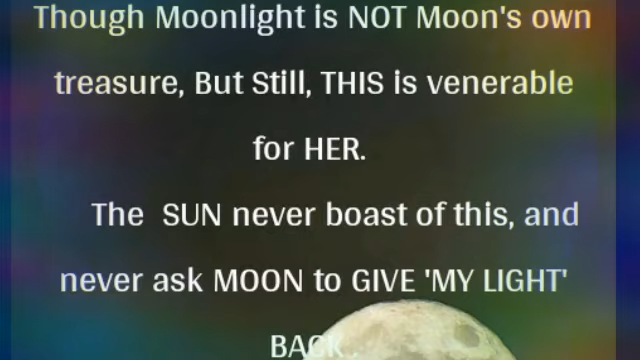 Though Moonlight is NOT Moon's own
treasure, But Still, THIS is venerable
for HER.
The SUN never boast of this, and
never ask MOON to GIVE 'MY LIGHT'
BACK.